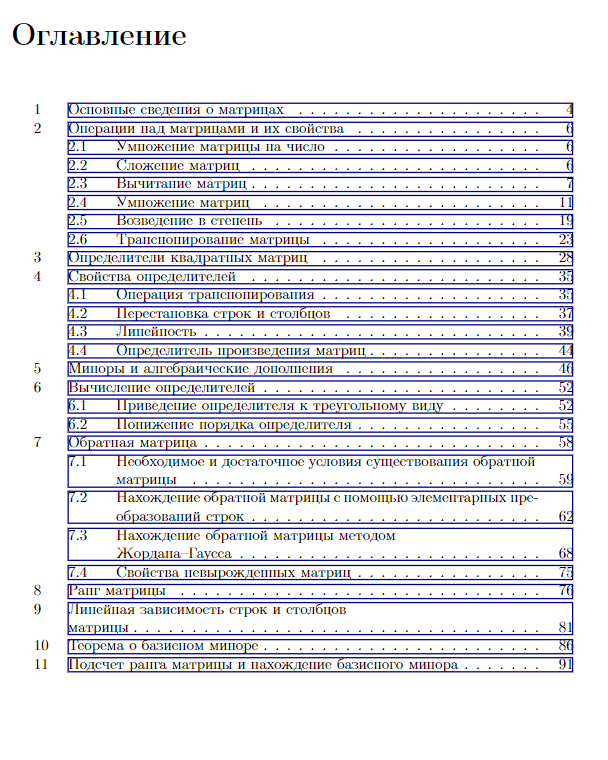 Оглавление
1 Основные сведения о матрицах . . . . . . . . . . . . . . . . . . . . . 4
2 Операции над матрицами и их свойства . . . . . . . . . . . . . . . . 6
2.1 Умножение матрицы на число . . . . . . . . . . . . . . . . . . 6
2.2 Сложение матриц . . . . . . . . . . . . . . . . . . . . . . . . . 6
2.3 Вычитание матриц . . . . . . . . . . . . . . . . . . . . . . . . . 7
2.4 Умножение матриц . . . . . . . . . . . . . . . . . . . . . . . . 11
2.5 Возведение в степень . . . . . . . . . . . . . . . . . . . . . . . 19
2.6 Транспонирование матрицы . . . . . . . . . . . . . . . . . . . 23
3 Определители квадратных матриц . . . . . . . . . . . . . . . . . . . 28
4 Свойства определителей . . . . . . . . . . . . . . . . . . . . . . . . . 35
4.1 Операция транспонирования . . . . . . . . . . . . . . . . . . . 35
4.2 Перестановка строк и столбцов . . . . . . . . . . . . . . . . . 37
4.3 Линейность . . . . . . . . . . . . . . . . . . . . . . . . . . . . . 39
4.4 Определитель произведения матриц . . . . . . . . . . . . . . . 44
5 Миноры и алгебраические дополнения . . . . . . . . . . . . . . . . . 46
6 Вычисление определителей . . . . . . . . . . . . . . . . . . . . . . . . 52
6.1 Приведение определителя к треугольному виду . . . . . . . . 52
6.2 Понижение порядка определителя . . . . . . . . . . . . . . . . 55
7 Обратная матрица . . . . . . . . . . . . . . . . . . . . . . . . . . . . . 58
7.1 Необходимое и достаточное условия существования обратной
матрицы . . . . . . . . . . . . . . . . . . . . . . . . . . . . . . 59
7.2 Нахождение обратной матрицы с помощью элементарных пре-
образований строк . . . . . . . . . . . . . . . . . . . . . . . . . 62
7.3 Нахождение обратной матрицы методом
Жордана–Гаусса . . . . . . . . . . . . . . . . . . . . . . . . . . 68
7.4 Свойства невырожденных матриц . . . . . . . . . . . . . . . . 75
8 Ранг матрицы . . . . . . . . . . . . . . . . . . . . . . . . . . . . . . . 76
9 Линейная зависимость строк и столбцов
матрицы . . . . . . . . . . . . . . . . . . . . . . . . . . . . . . . . . . . 81
10 Теорема о базисном миноре . . . . . . . . . . . . . . . . . . . . . . . . 86
11 Подсчет ранга матрицы и нахождение базисного минора . . . . . . . 91